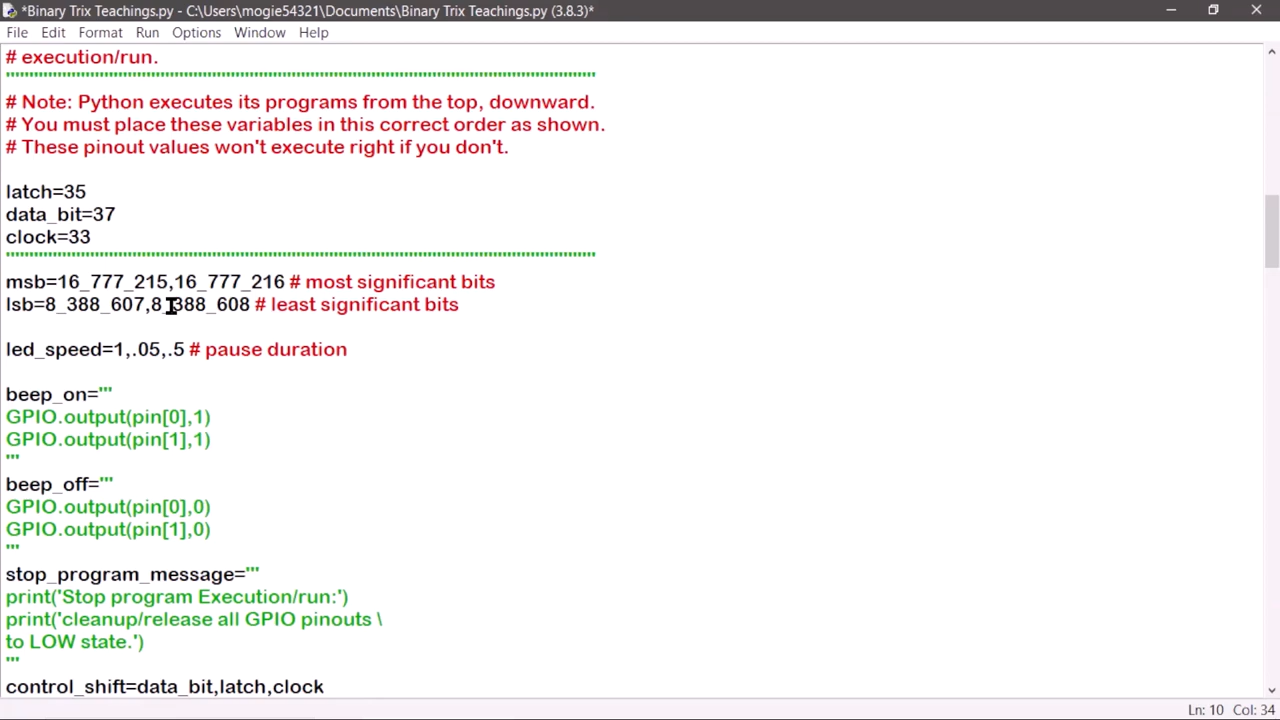 *Binary Trix Teachings.py - C:\Users\mogie54321\Documents\Binary Trix Teachings.py (3.8.3)*
File Edit Format Run Options Window Help
# execution/run.
# Note: Python executes its programs from the top, downward.
# You must place these variables in this correct order as shown.
# These pinout values won't execute right if you don't.
latch=35
data_bit=37
clock=33
msb=16_777_215,16_777_216 # most significant bits
lsb=8_388_607,8_388_608 # least significant bits
led_speed=1,.05,.5 # pause duration
beep_on='''
GPIO.output(pin[0],1)
GPIO.output(pin[1],1)
'''
beep_off='''
GPIO.output(pin[0],0)
GPIO.output(pin[1],0)
'''
stop_program_message='''
print('Stop program Execution/run:')
print('cleanup/release all GPIO pinouts \
to LOW state.')
'''
control_shift=data_bit,latch,clock
Ln: 10 Col: 34